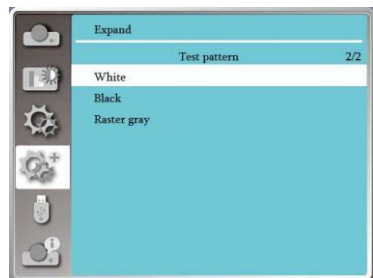 Expand
Test pattern 2/2
White
Black
Raster gray